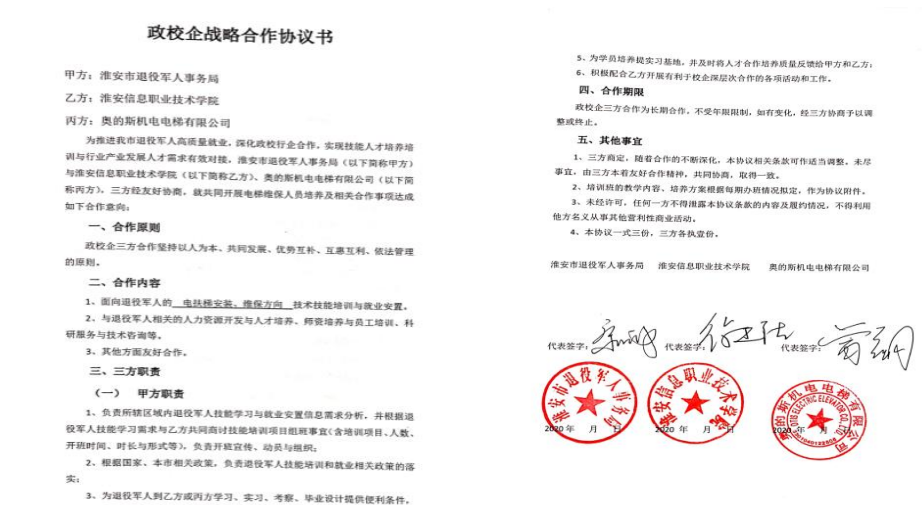 政校企战略合作协议书
甲方：淮安市退役军人事务局
乙方：淮安信息职业技术学院
丙方：奥的斯机电电梯有限公司
为推进我市退役军人高质量就业，深化政校行企合作，实现技能人才培养培
训与行业产业发展人才需求有效对接，淮安市退役军人事务局（以下简称甲方）
与淮安信息职业技术学院（以下简称乙方）、奥的斯机电电梯有限公司（以下简
称丙方），三方经友好协商，就共同开展电梯维保人员培养及相关合作事项达成
如下合作意向：
一、合作原则
政校企三方合作坚持以人为本、共同发展、优势互补、互惠互利、依法管理
的原则。
二、合作内容
1、面向退役军人的 电扶梯安装、维保方向 技术技能培训与就业安置。
2、与退役军人相关的人力资源开发与人才培养、师资培养与员工培训、科
研服务与技术咨询等。
3、其他方面友好合作。
三、三方职责
（一） 甲方职责
1、负责所辖区域内退役军人技能学习与就业安置信息需求分析，并根据退
役军人技能学习需求与乙方共同商讨技能培训项目组班事宜（含培训项目、人数、
开班时间、时长与形式等），负责开班宣传、动员与组织；
2、根据国家、本市相关政策，负责退役军人技能培训和就业相关政策的落
实；
3、为退役军人到乙方或丙方学习、实习、考察、毕业设计提供便利条件。
5、为学员培养提实习基地，并及时将人才合作培养质量反馈给甲方和乙方；
6、积极配合乙方开展有利于校企深层次合作的各项活动和工作。
四、合作期限
政校企三方合作为长期合作，不受年限限制，如有变化，经三方协商予以调
整或终止。
五、其他事宜
1、三方商定，随着合作的不断深化，本协议相关条款可作适当调整。未尽
事宜，由三方本着友好合作精神，共同协商，取得一致。
2、培训班的教学内容、培养方案根据每期办班情况拟定，作为协议附件。
3、未经许可，任何一方不得泄露本协议条款的内容及履约情况，不得利用
他方名义从事其他营利性商业活动。
4、本协议一式三份，三方各执壹份。
淮安市退役军人事务局 淮安信息职业技术学院 奥的斯机电电梯有限公司
代表签字： 代表签字： 代表签字：
淮安市退役军人事务局
淮安信息职业技术学院
奥的斯机电电梯有限公司
OTIS ELECTRIC ELEVATOR CO.,LTD
2020 年 月 日 2020 年 月 日 2020 年 月 日